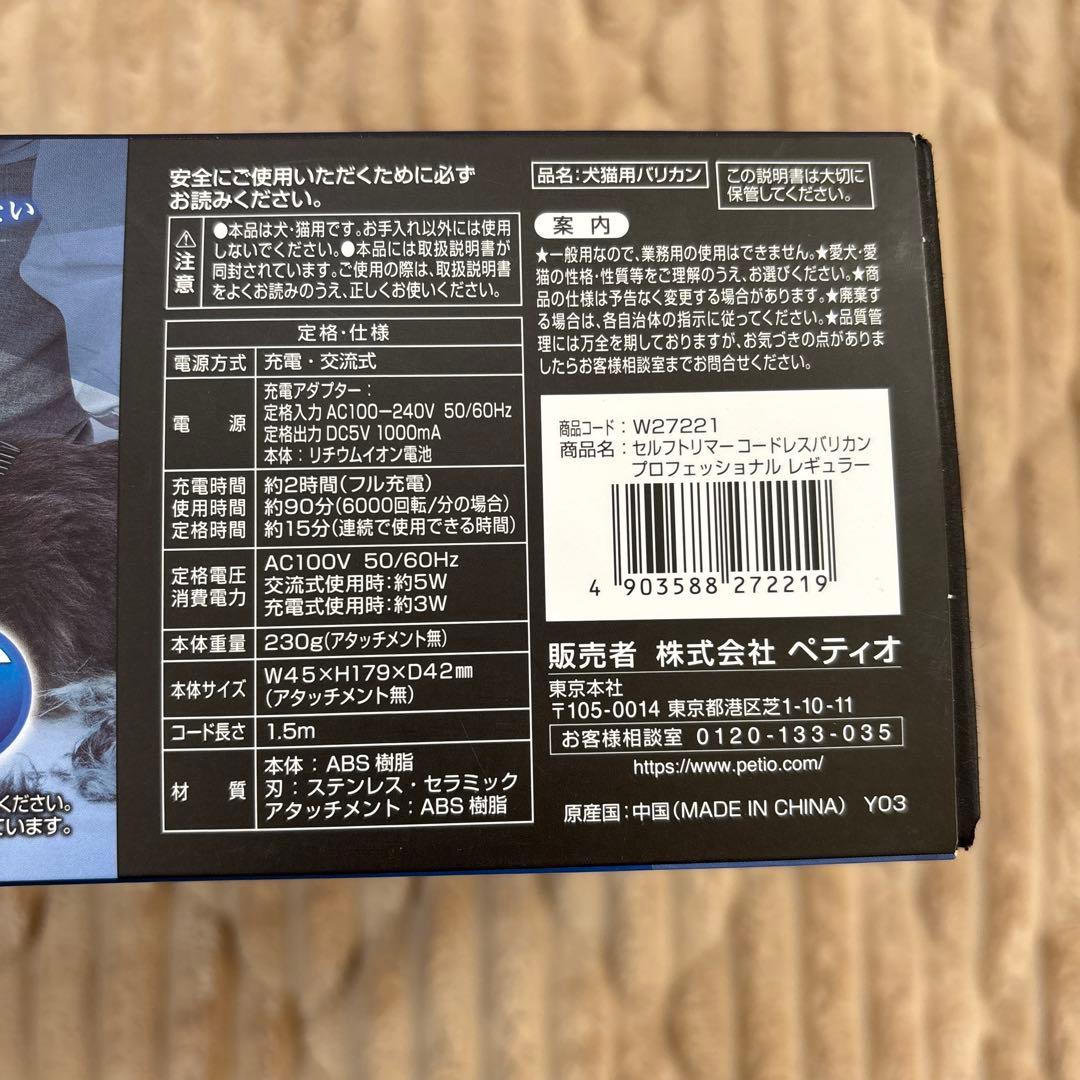 ない
ください。
ています。
安全にご使用いただくために必ず
お読みください。
⚠注意
●本品は犬・猫用です。お手入れ以外には使用
しないでください。●本品には取扱説明書が
同封されています。ご使用の際は、取扱説明書
をよくお読みのうえ、正しくお使いください。
定格・仕様
電源方式 充電・交流式
電源
充電アダプター：
定格入力 AC100－240V 50/60Hz
定格出力 DC5V 1000mA
本体：リチウムイオン電池
充電時間 約2時間(フル充電)
使用時間 約90分(6000回転/分の場合)
定格時間 約15分(連続で使用できる時間)
定格電圧
消費電力
AC100V 50/60Hz
交流式使用時：約5W
充電式使用時：約3W
本体重量 230g(アタッチメント無)
本体サイズ
W45×H179×D42㎜
(アタッチメント無)
コード長さ 1.5m
材質
本体：ABS樹脂
刃：ステンレス・セラミック
アタッチメント：ABS樹脂
品名：犬猫用バリカン
この説明書は大切に
保管してください。
案内
★一般用なので、業務用の使用はできません。★愛犬・愛
猫の性格・性質等をご理解のうえ、お選びください。★商
品の仕様は予告なく変更する場合があります。★廃棄す
る場合は、各自治体の指示に従ってください。★品質管
理には万全を期しておりますが、お気づきの点がありま
したらお客様相談室までお問合せください。
商品コード：W27221
商品名：セルフトリマー コードレスバリカン
プロフェッショナル レギュラー
4 903588 272219
販売者 株式会社 ペティオ
東京本社
〒105-0014 東京都港区芝1-10-11
お客様相談室 0120-133-035
https://www.petio.com/
原産国：中国(MADE IN CHINA) Y03